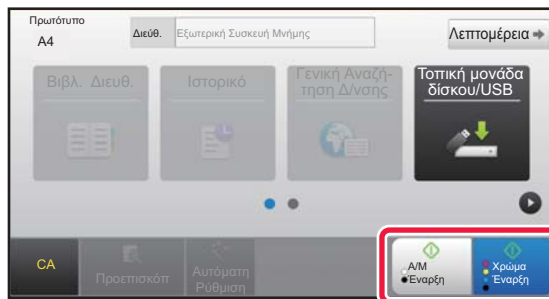 Πρωτότυπο
A4
Διεύθ.
Εξωτερική Συσκευή Μνήμης
Λεπτομέρεια
Βιβλ. Διευθ.
Ιστορικό
Γενική Αναζή-
τηση Δ/νσης
Τοπική μονάδα
δίσκου/USB
CA
Προεπισκόπ
Αυτόματη
Ρύθμιση
Α/Μ
Έναρξη
Χρώμα
Έναρξη